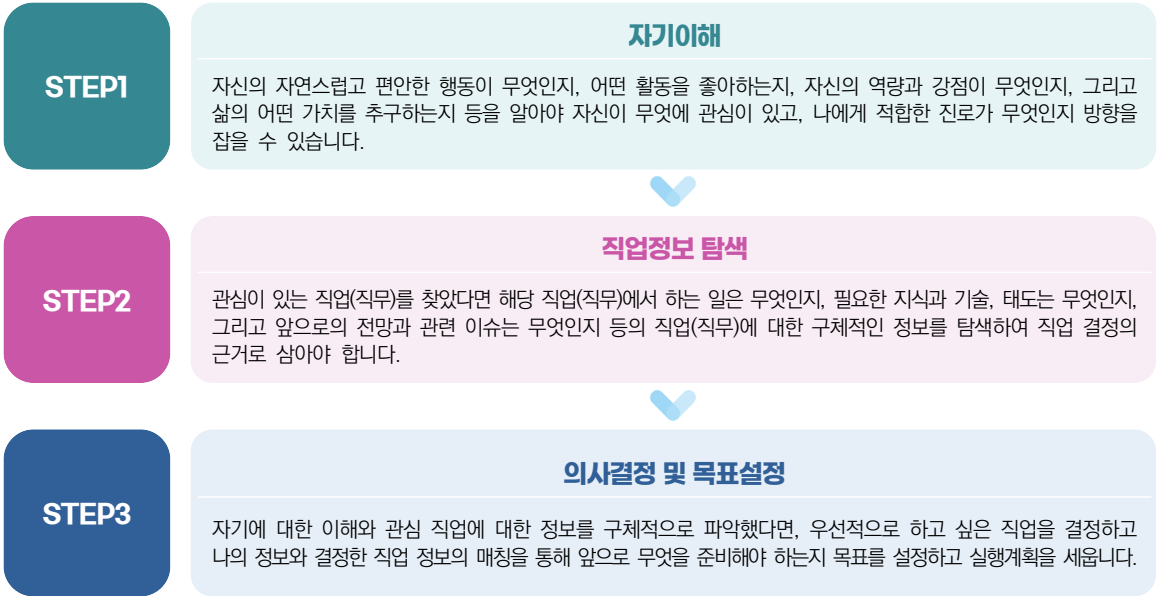 STEP1
자기이해
자신의 자연스럽고 편안한 행동이 무엇인지, 어떤 활동을 좋아하는지, 자신의 역량과 강점이 무엇인지, 그리고
삶의 어떤 가치를 추구하는지 등을 알아야 자신이 무엇에 관심이 있고, 나에게 적합한 진로가 무엇인지 방향을
잡을 수 있습니다.
STEP2
직업정보 탐색
관심이 있는 직업(직무)를 찾았다면 해당 직업(직무)에서 하는 일은 무엇인지, 필요한 지식과 기술, 태도는 무엇인지,
그리고 앞으로의 전망과 관련 이슈는 무엇인지 등의 직업(직무)에 대한 구체적인 정보를 탐색하여 직업 결정의
근거로 삼아야 합니다.
STEP3
의사결정 및 목표설정
자기에 대한 이해와 관심 직업에 대한 정보를 구체적으로 파악했다면, 우선적으로 하고 싶은 직업을 결정하고
나의 정보와 결정한 직업 정보의 매칭을 통해 앞으로 무엇을 준비해야 하는지 목표를 설정하고 실행계획을 세웁니다.